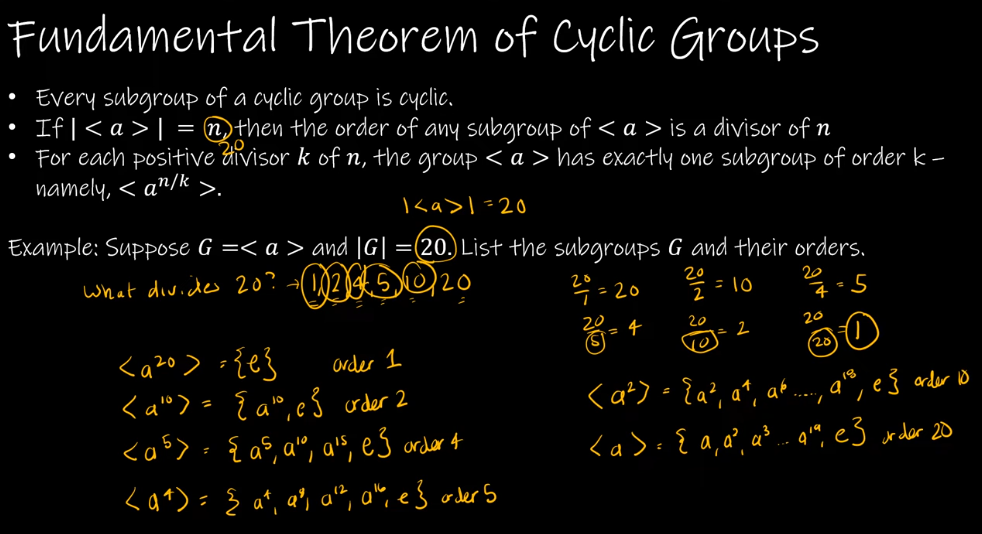 Fundamental Theorem of Cyclic Groups
• Every subgroup of a cyclic group is cyclic.
• If | < a > | = n, then the order of any subgroup of < a > is a divisor of n
20
• For each positive divisor k of n, the group < a > has exactly one subgroup of order k –
namely, < a^{n/k} >.
|<a>| = 20
Example: Suppose G =< a > and |G| = 20. List the subgroups G and their orders.
What divides 20? → 1, 2, 4, 5, 10, 20
20/1 = 20 20/2 = 10 20/4 = 5
20/5 = 4 20/10 = 2 20/20 = 1
<a^{20}> = {e} order 1
<a^{10}> = {a^{10}, e} order 2
<a^5> = {a^5, a^{10}, a^{15}, e} order 4
<a^4> = {a^4, a^8, a^{12}, a^{16}, e} order 5
<a^2> = {a^2, a^4, a^6 ....., a^{18}, e} order 10
<a> = {a, a^2, a^3 ... a^{19}, e} order 20